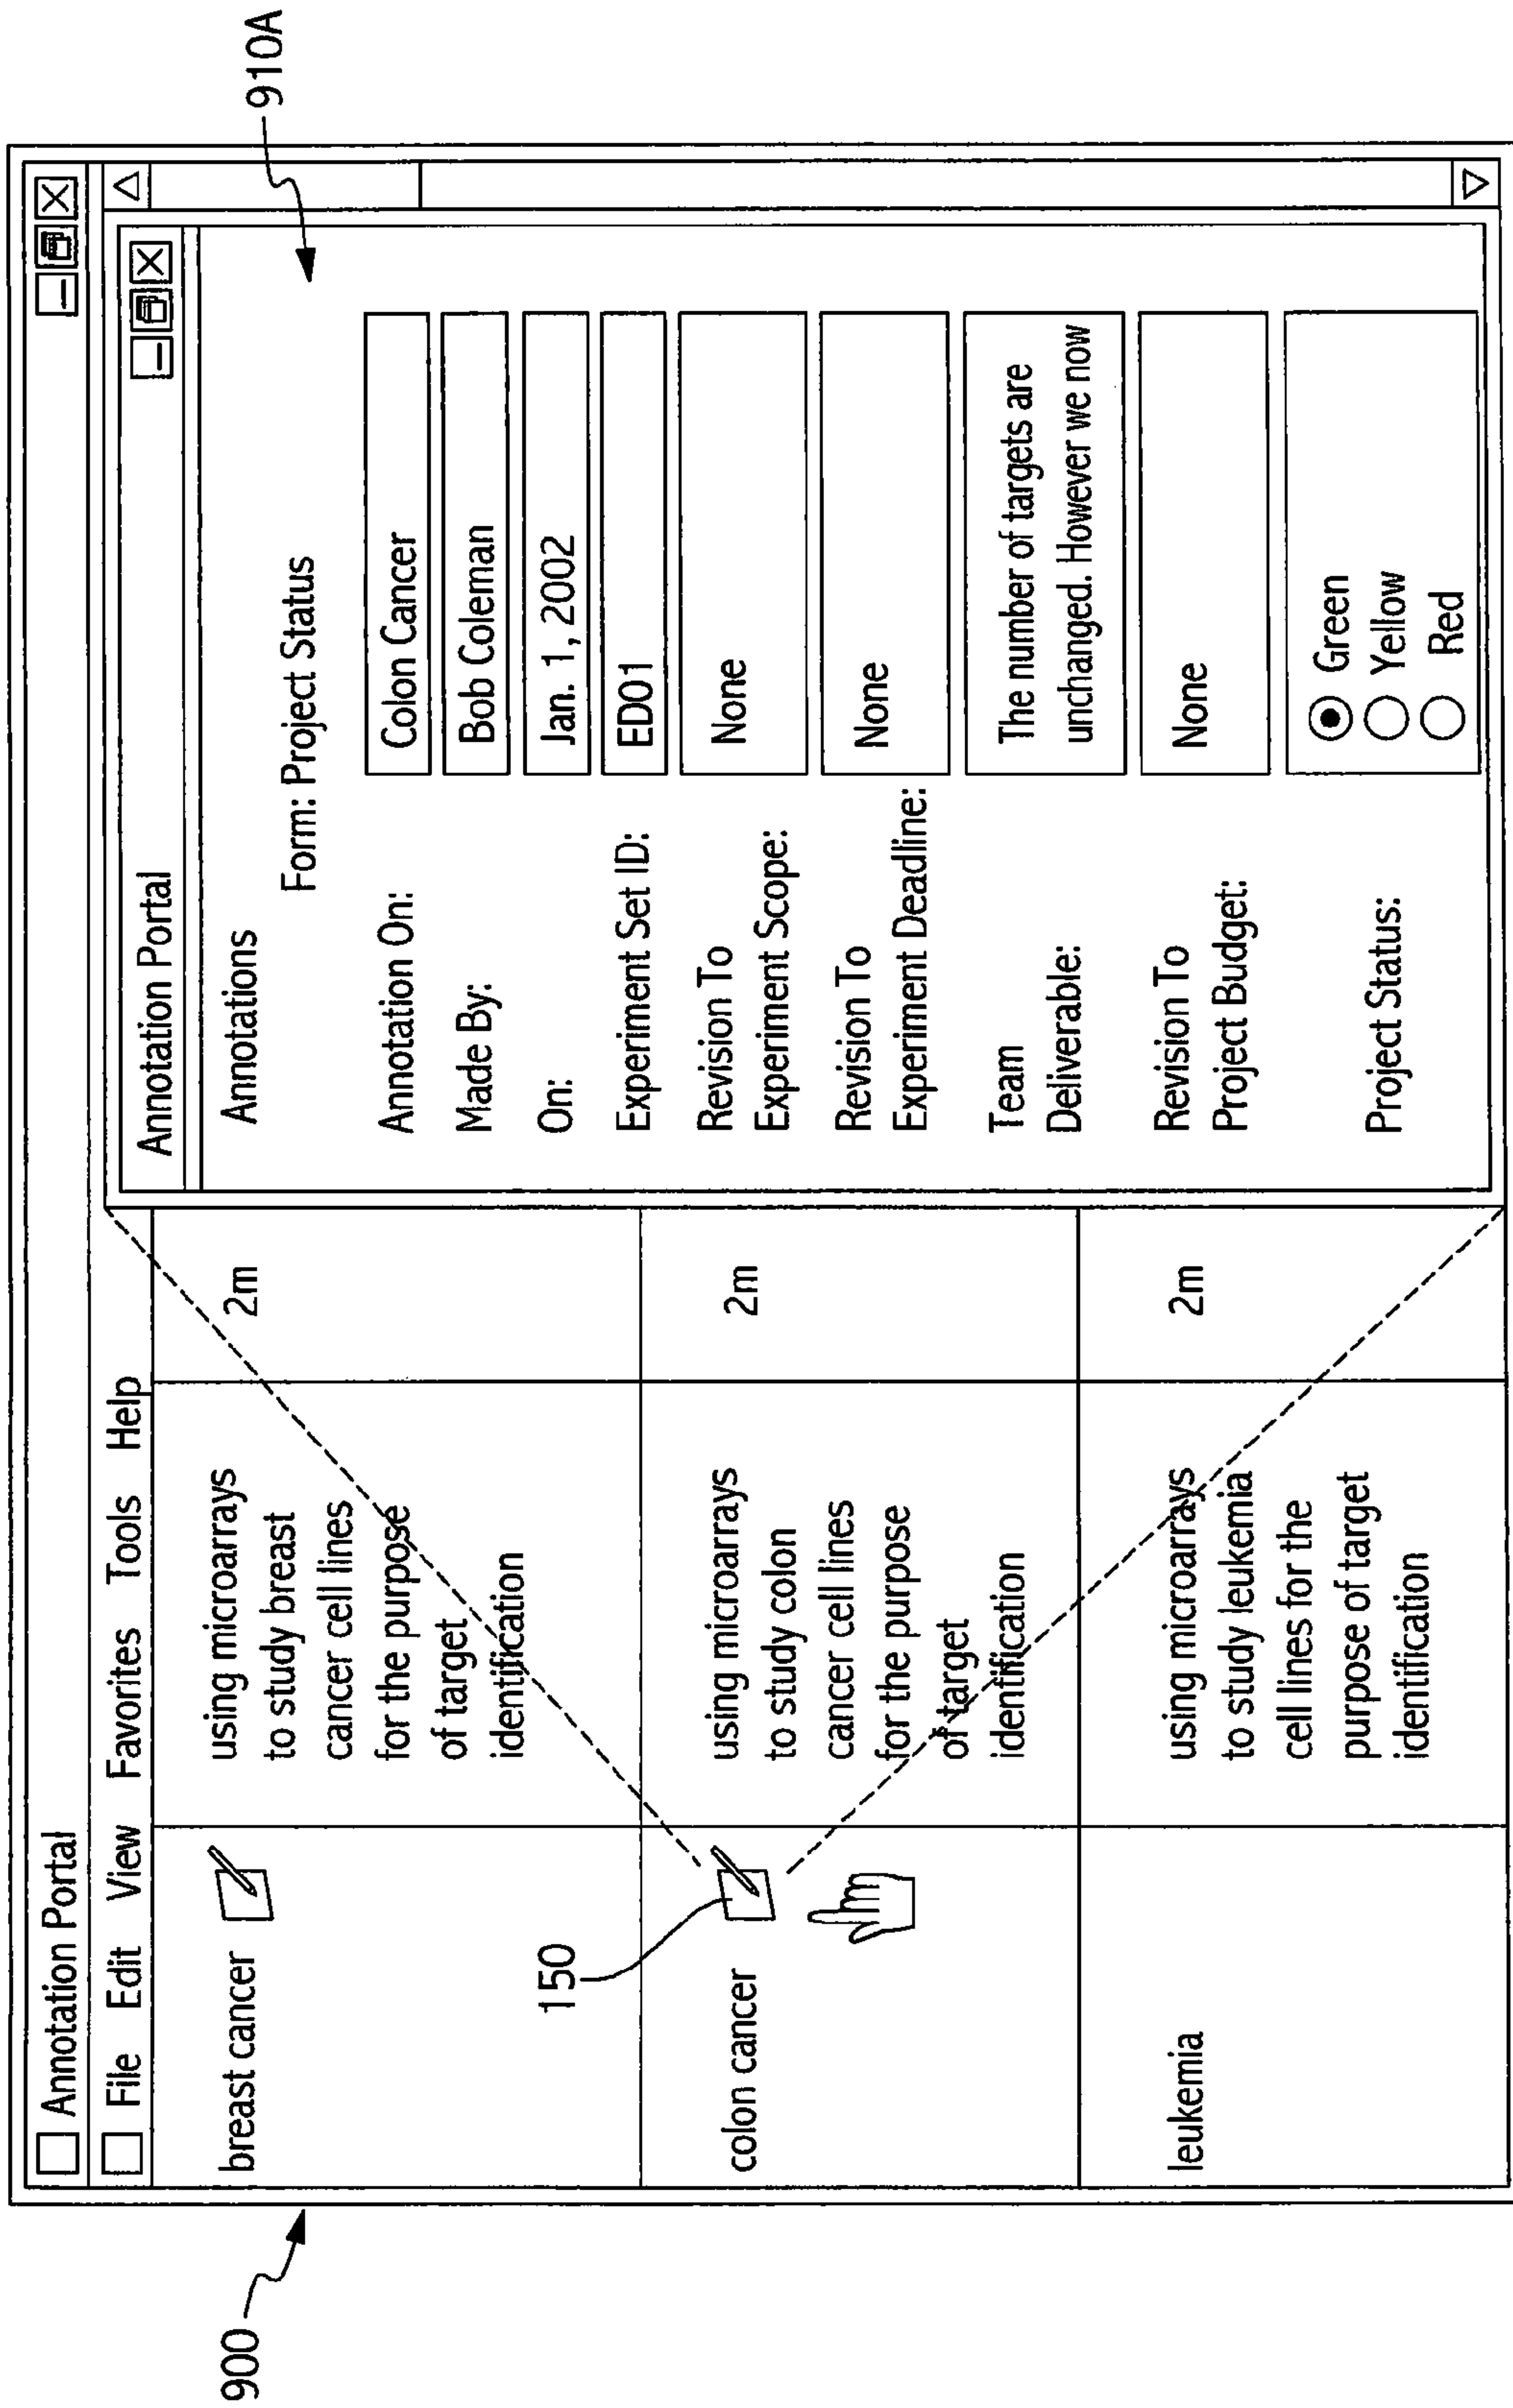 Annotation Portal
File Edit View Favorites Tools Help
breast cancer
using microarrays
to study breast
cancer cell lines
for the purpose
of target
identification
2m
150
colon cancer
using microarrays
to study colon
cancer cell lines
for the purpose
of target
identification
2m
leukemia
using microarrays
to study leukemia
cell lines for the
purpose of target
identification
2m
Annotation Portal
Annotations
Form: Project Status
Annotation On: Colon Cancer
Made By: Bob Coleman
On: Jan. 1, 2002
Experiment Set ID: ED01
Revision To
Experiment Scope: None
Revision To
Experiment Deadline: None
Team
Deliverable:
The number of targets are
unchanged. However we now
Revision To
Project Budget: None
Project Status:
Green
Yellow
Red
900
910A